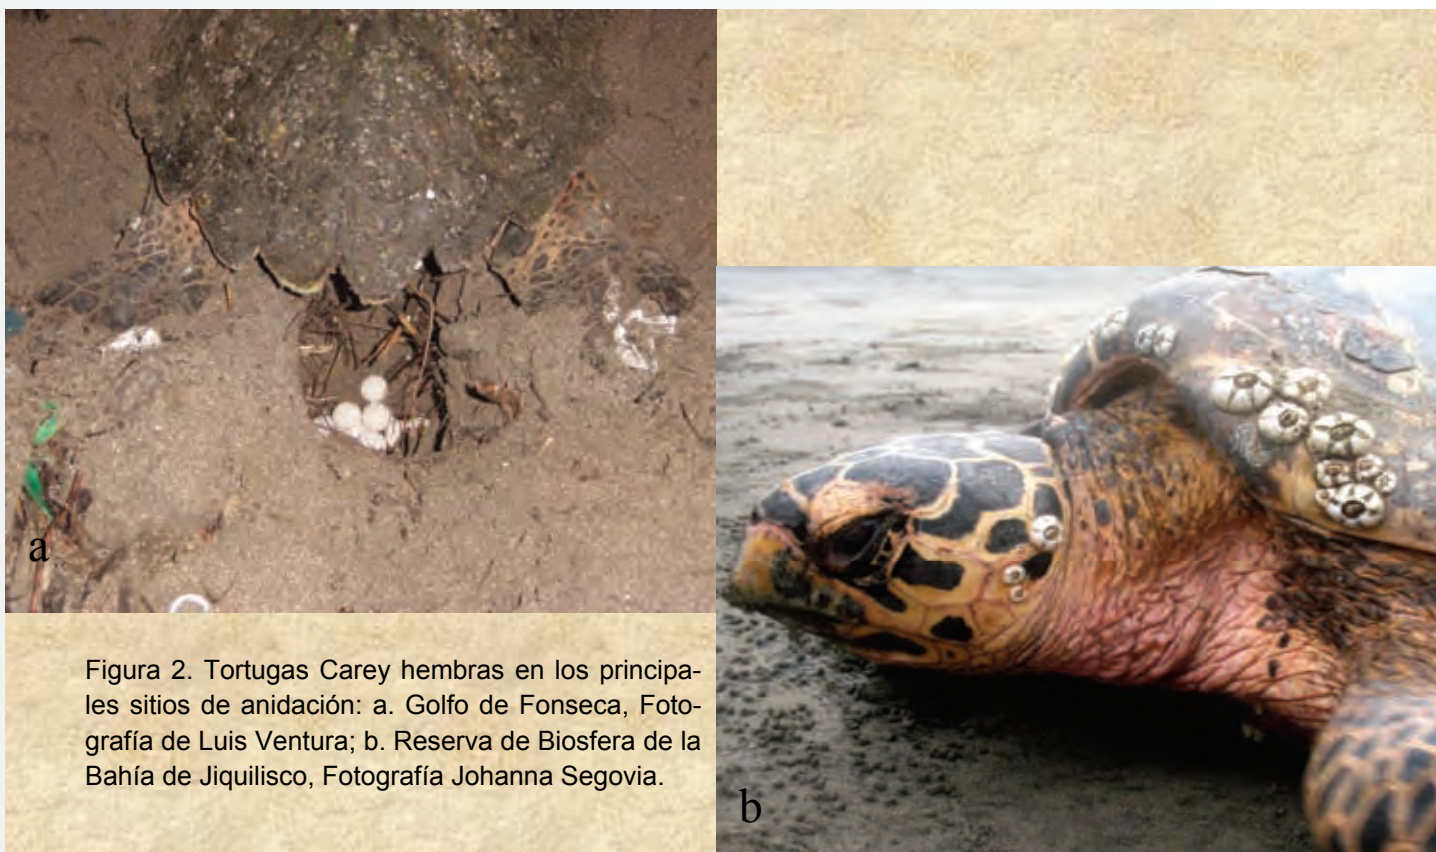 a
Figura 2. Tortugas Carey hembras en los principa-
les sitios de anidación: a. Golfo de Fonseca, Foto-
grafía de Luis Ventura; b. Reserva de Biosfera de la
Bahía de Jiquilisco, Fotografía Johanna Segovia.
b